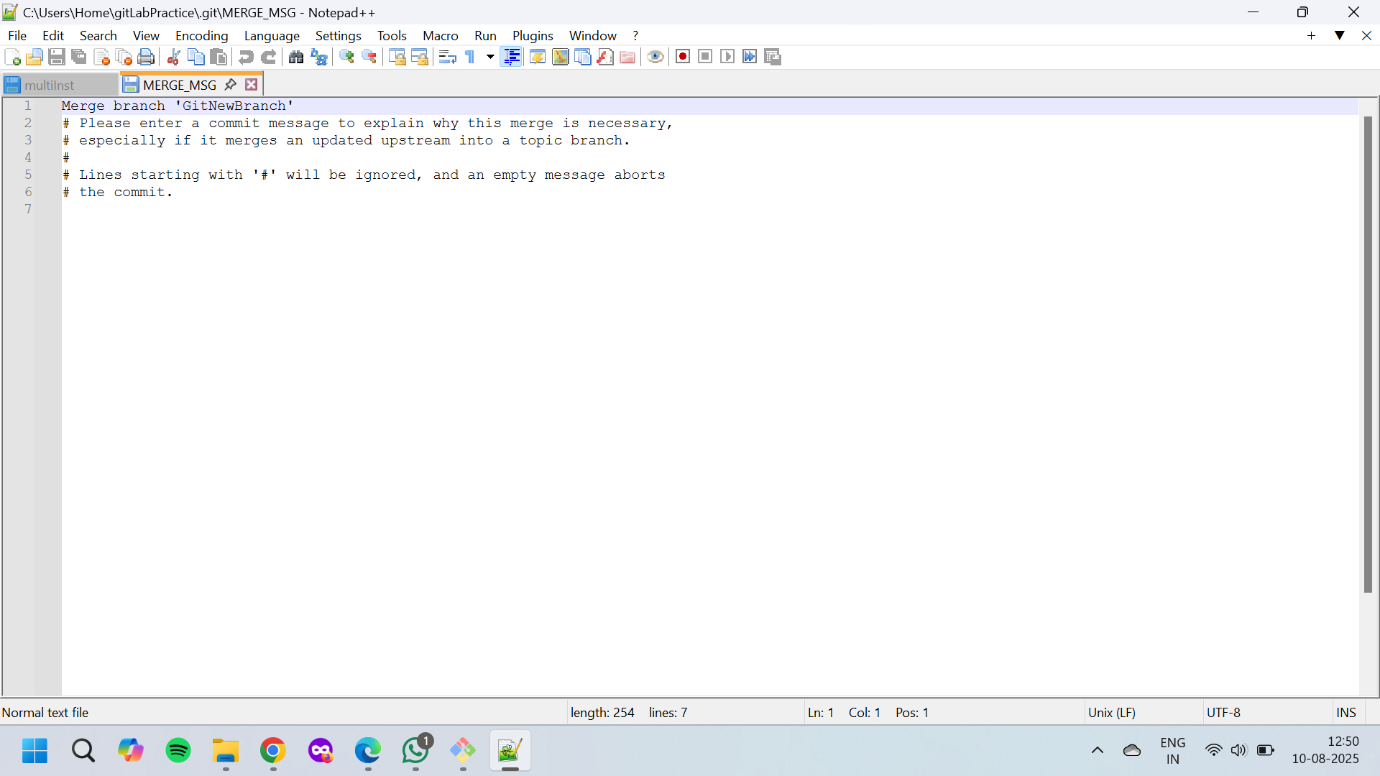 C:\Users\Home\gitLabPractice\.git\MERGE_MSG - Notepad++
File Edit Search View Encoding Language Settings Tools Macro Run Plugins Window ?
multiInst MERGE_MSG
1 Merge branch 'GitNewBranch'
2 # Please enter a commit message to explain why this merge is necessary,
3 # especially if it merges an updated upstream into a topic branch.
4 #
5 # Lines starting with '#' will be ignored, and an empty message aborts
6 # the commit.
7
Normal text file length: 254 lines: 7 Ln: 1 Col: 1 Pos: 1 Unix (LF) UTF-8 INS
1 ENG 12:50
IN 10-08-2025